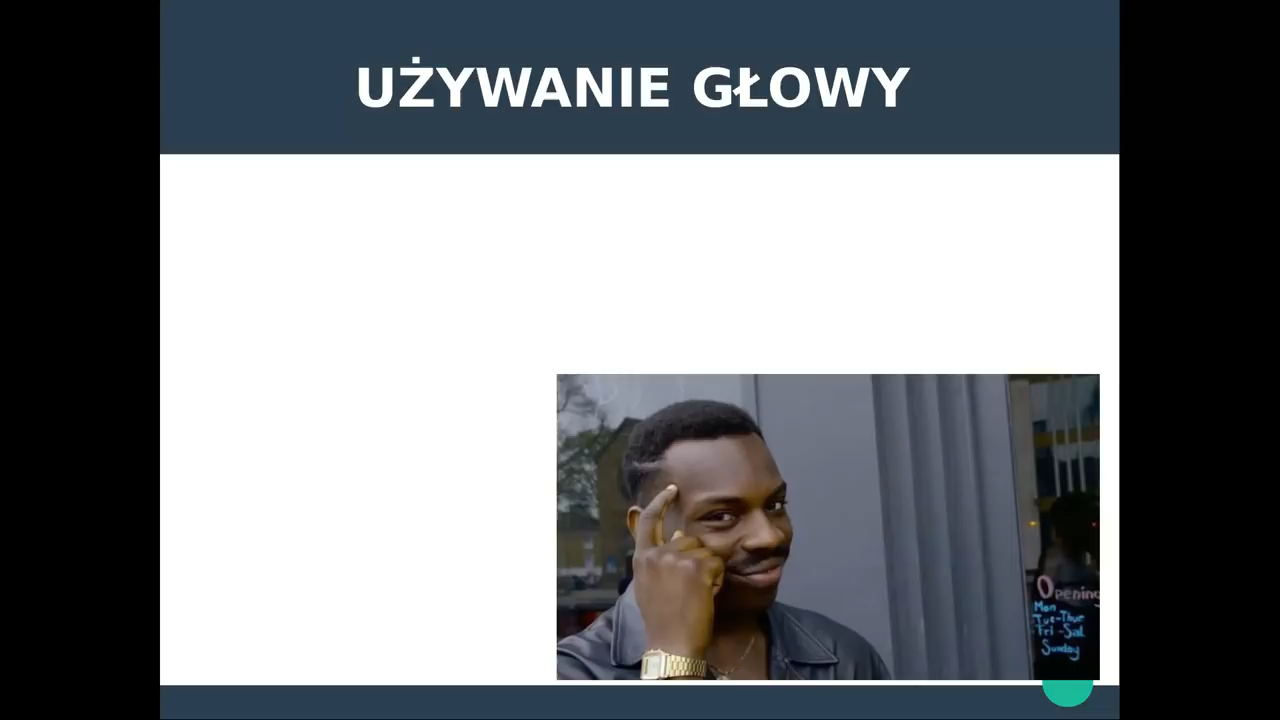 UŻYWANIE GŁOWY
Opening
Mon
Tue-Thur
Fri -Sat
Sunday